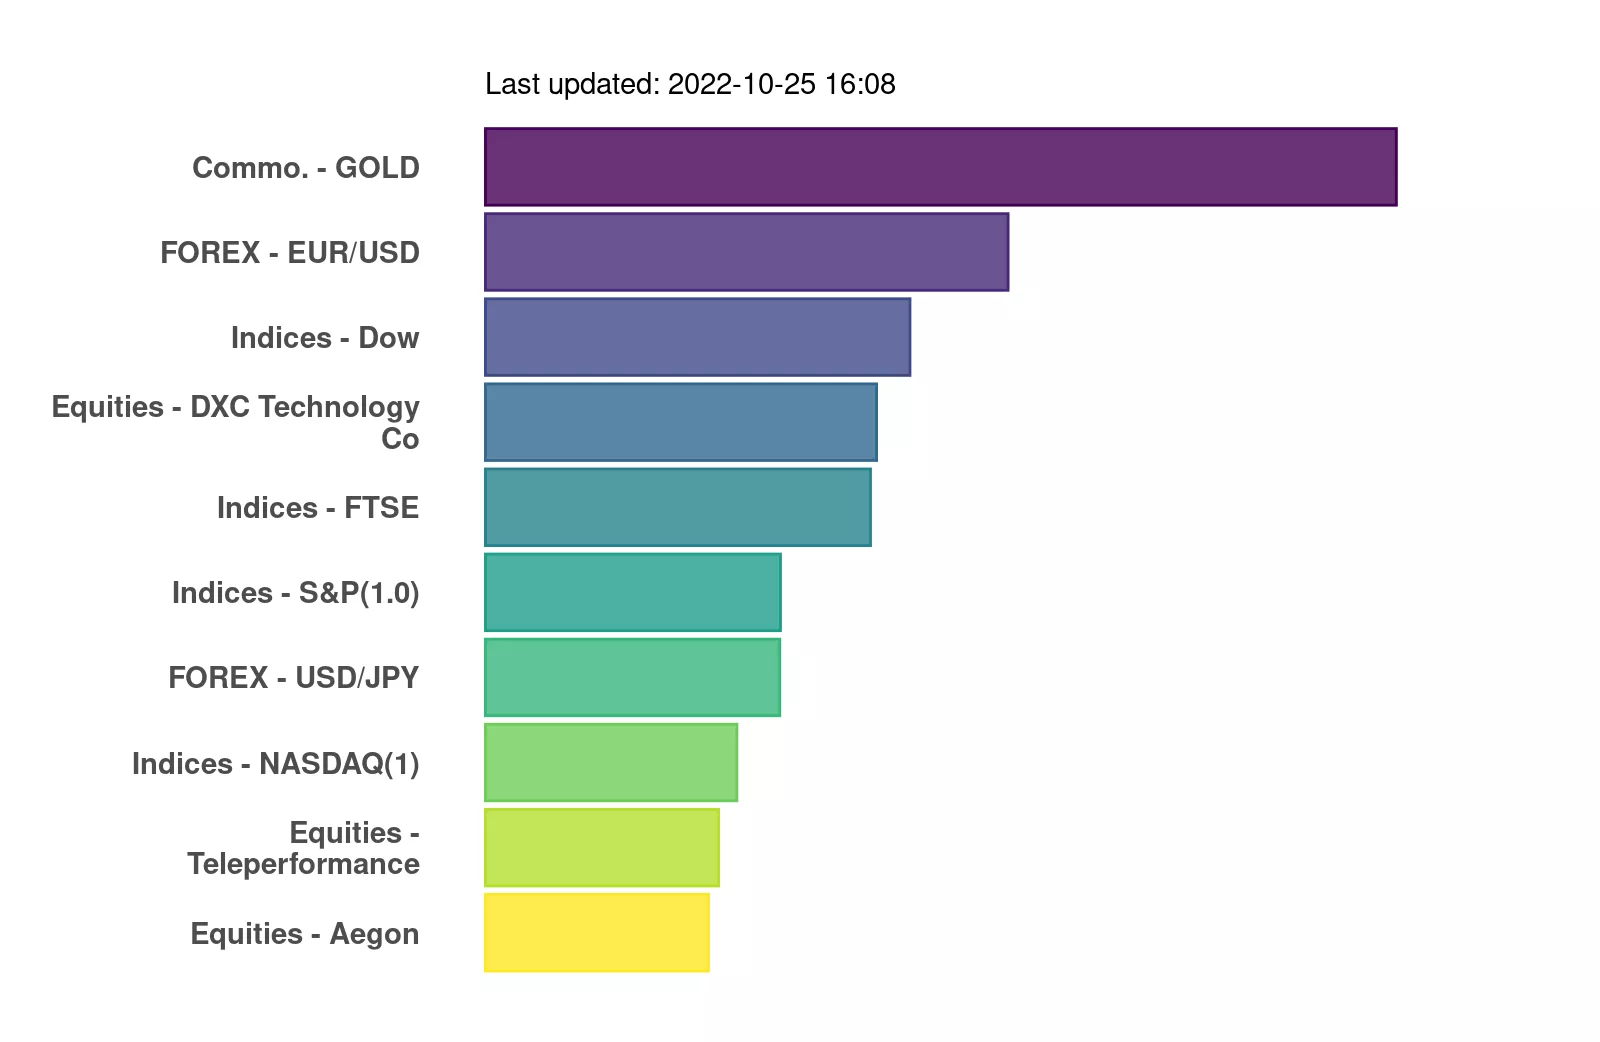 Last updated: 2022-10-25 16:08
Commo. - GOLD
FOREX - EUR/USD
Indices - Dow
Equities - DXC Technology
Co
Indices - FTSE
Indices - S&P(1.0)
FOREX - USD/JPY
Indices - NASDAQ(1)
Equities -
Teleperformance
Equities - Aegon